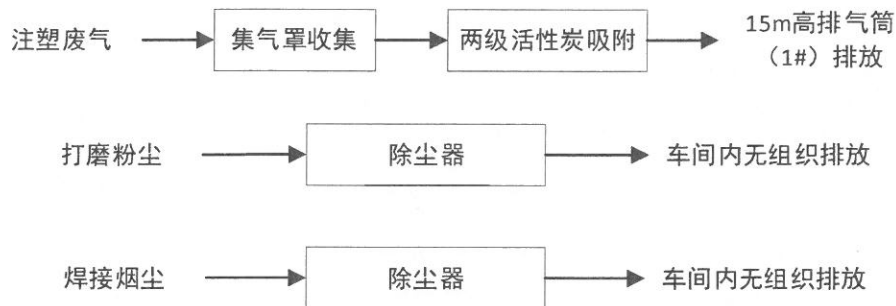 注塑废气
集气罩收集
两级活性炭吸附
15m高排气筒
（1#）排放
打磨粉尘
除尘器
车间内无组织排放
焊接烟尘
除尘器
车间内无组织排放